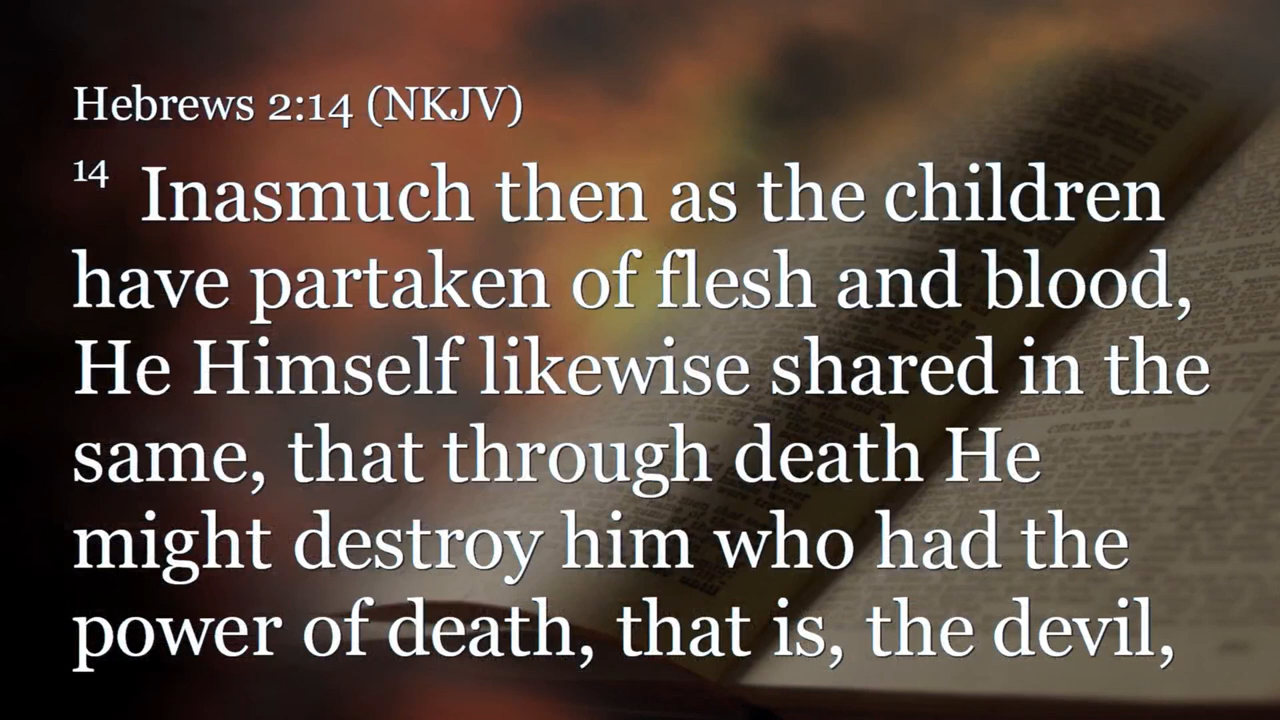 Hebrews 2:14 (NKJV)
14 Inasmuch then as the children
have partaken of flesh and blood,
He Himself likewise shared in the
same, that through death He
might destroy him who had the
power of death, that is, the devil,